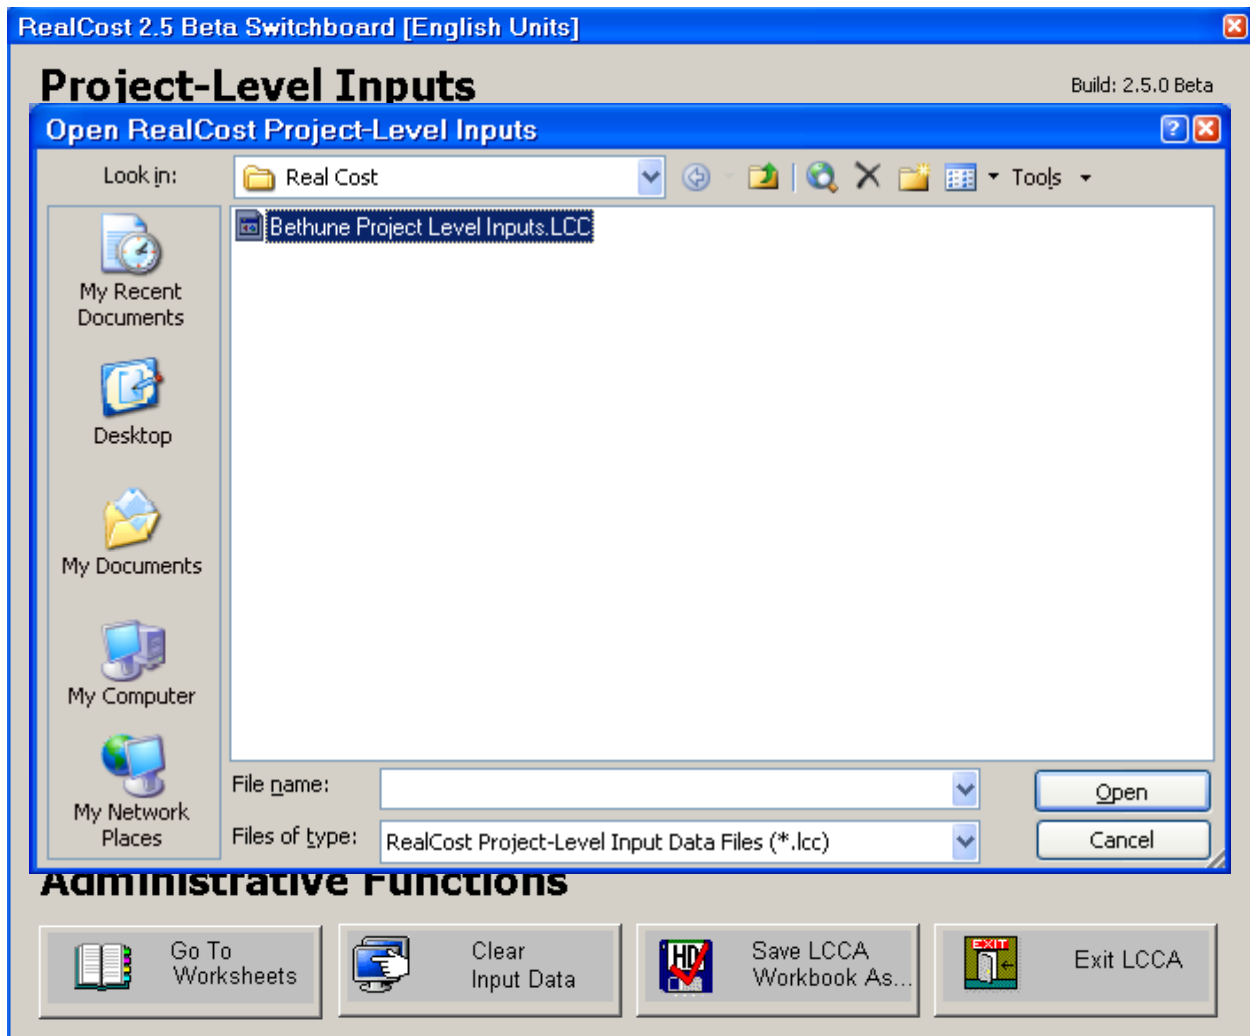 RealCost 2.5 Beta Switchboard [English Units]
Project-Level Inputs
Build: 2.5.0 Beta
Open RealCost Project-Level Inputs
Look in:
Real Cost
Tools
Bethune Project Level Inputs.LCC
My Recent
Documents
Desktop
My Documents
My Computer
My Network
Places
File name:
Open
Files of type:
RealCost Project-Level Input Data Files (*.lcc)
Cancel
Administrative Functions
Go To
Worksheets
Clear
Input Data
HD
Save LCCA
Workbook As...
EXIT
Exit LCCA